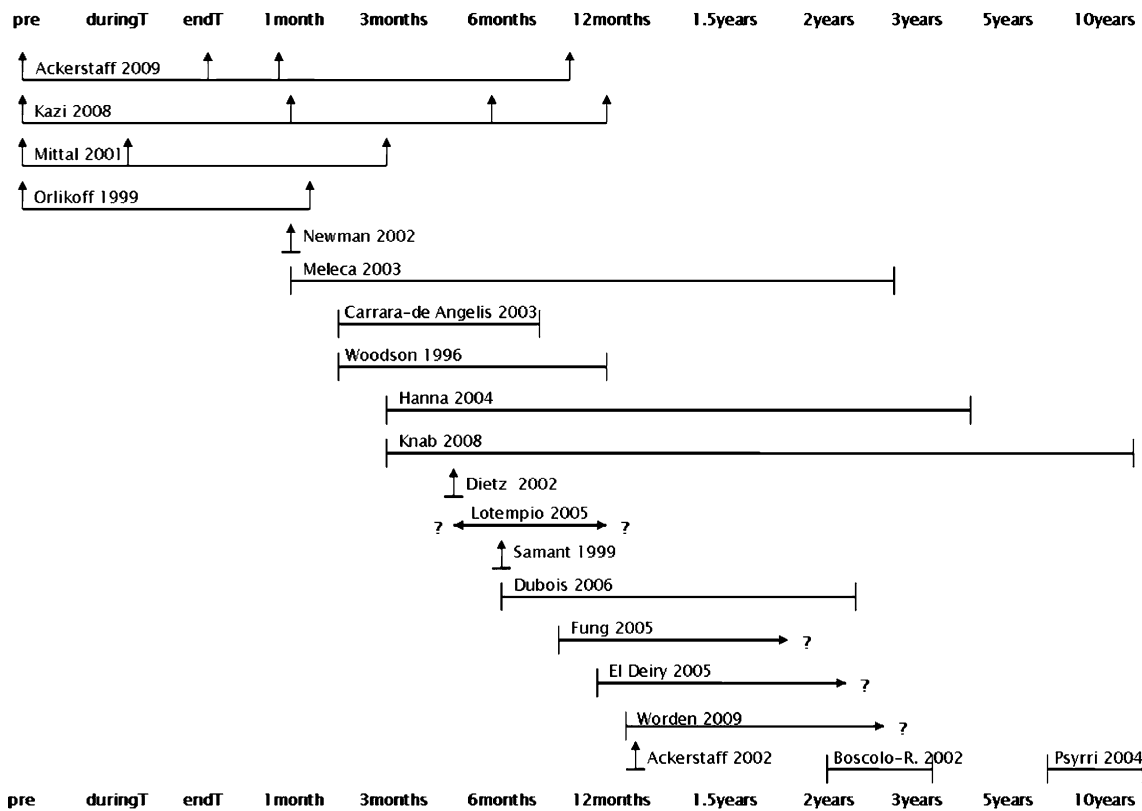 pre duringT endT 1month 3months 6months 12months 1.5years 2years 3years 5years 10years
Ackerstaff 2009
Kazi 2008
Mittal 2001
Orlikoff 1999
Newman 2002
Meleca 2003
Carrara-de Angelis 2003
Woodson 1996
Hanna 2004
Knab 2008
Dietz 2002
? Lotempio 2005 ?
Samant 1999
Dubois 2006
Fung 2005 ?
El Deiry 2005 ?
Worden 2009 ?
Ackerstaff 2002 Boscolo-R. 2002 Psyrri 2004
pre duringT endT 1month 3months 6months 12months 1.5years 2years 3years 5years 10years